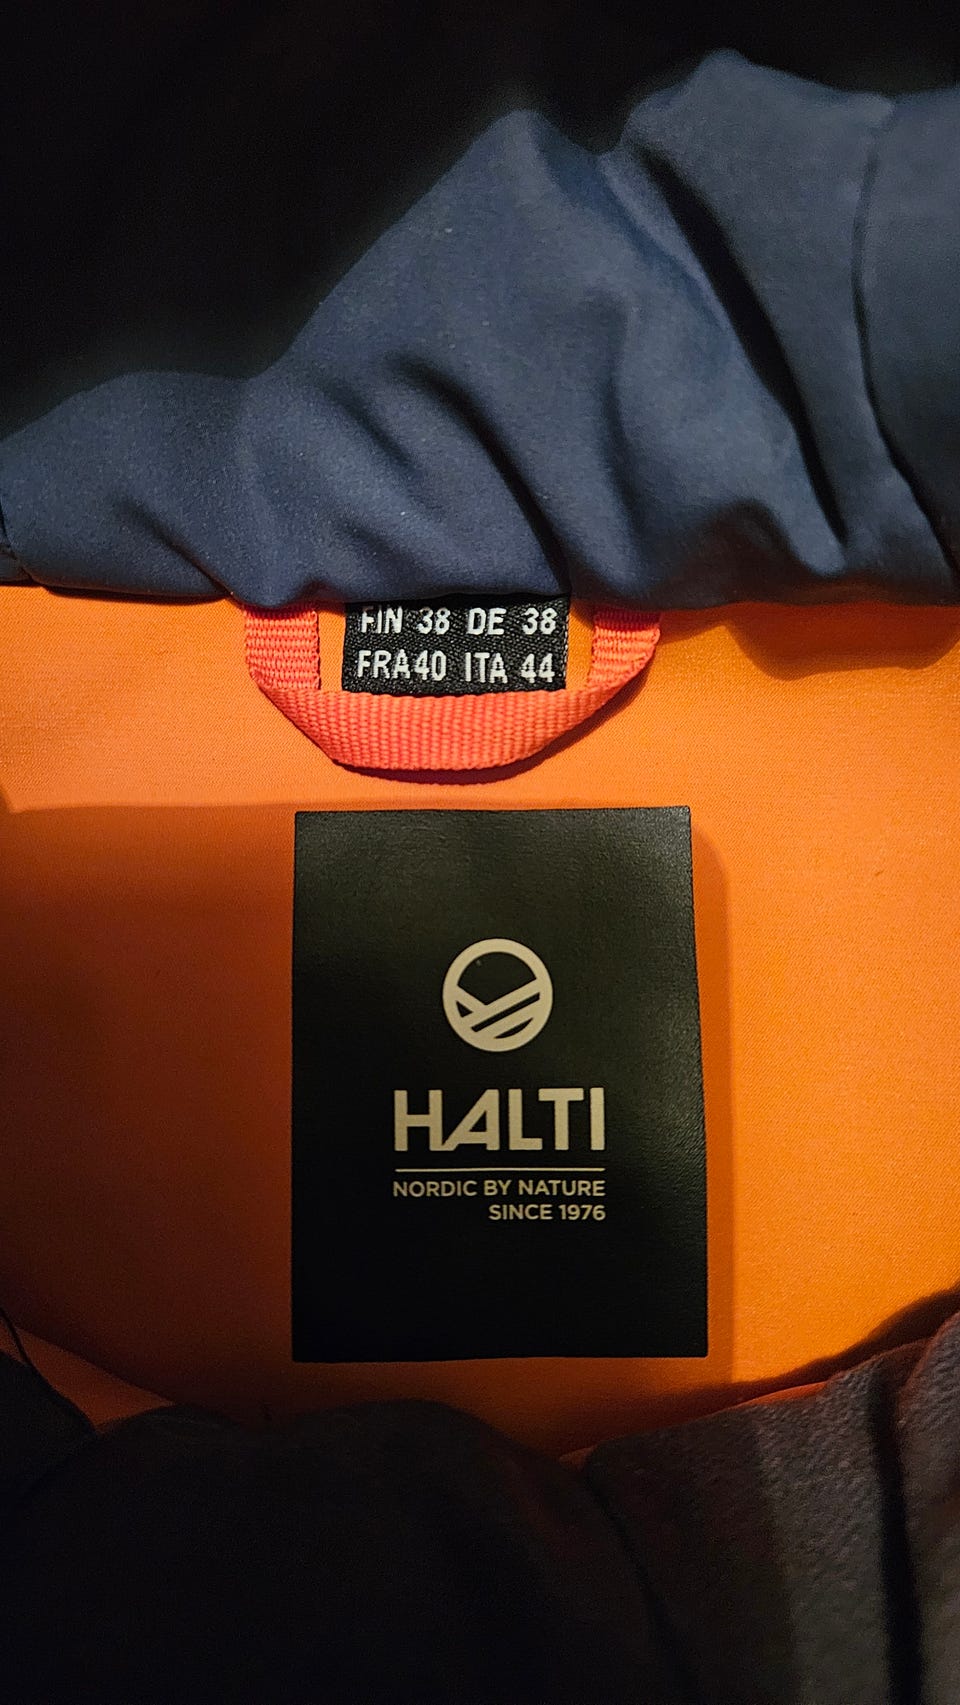 FIN 38 DE 38
FRA40 ITA 44
HALTI
NORDIC BY NATURE
SINCE 1976